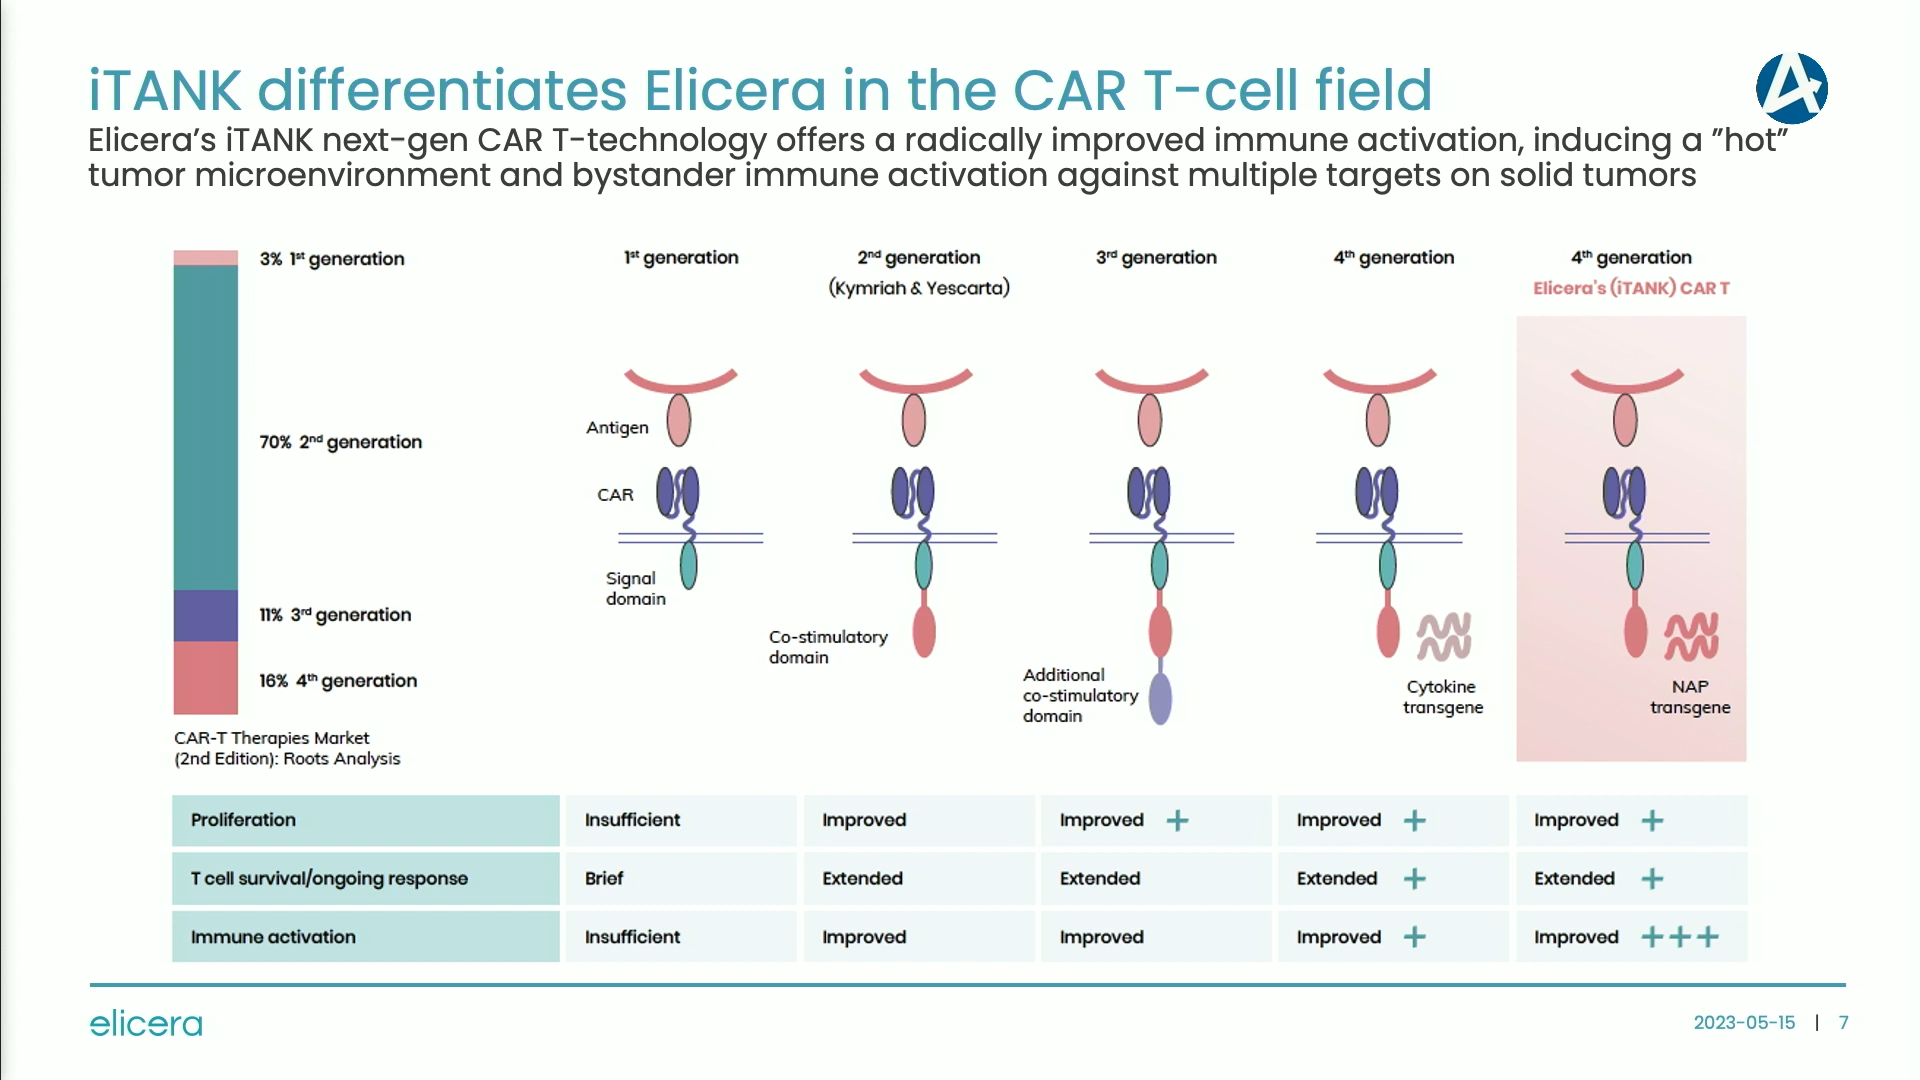 iTANK differentiates Elicera in the CAR T-cell field
Elicera's iTANK next-gen CAR T-technology offers a radically improved immune activation, inducing a ”hot”
tumor microenvironment and bystander immune activation against multiple targets on solid tumors
3% 1st generation
70% 2nd generation
11% 3rd generation
16% 4th generation
CAR-T Therapies Market
(2nd Edition): Roots Analysis
1st generation
2nd generation
(Kymriah & Yescarta)
3rd generation
4th generation
4th generation
Elicera's (iTANK) CAR T
Antigen
CAR
Signal
domain
Co-stimulatory
domain
Additional
co-stimulatory
domain
Cytokine
transgene
NAP
transgene
Proliferation Insufficient Improved Improved + Improved + Improved +
T cell survival/ongoing response Brief Extended Extended Extended + Extended +
Immune activation Insufficient Improved Improved Improved + Improved +++
elicera
2023-05-15 | 7